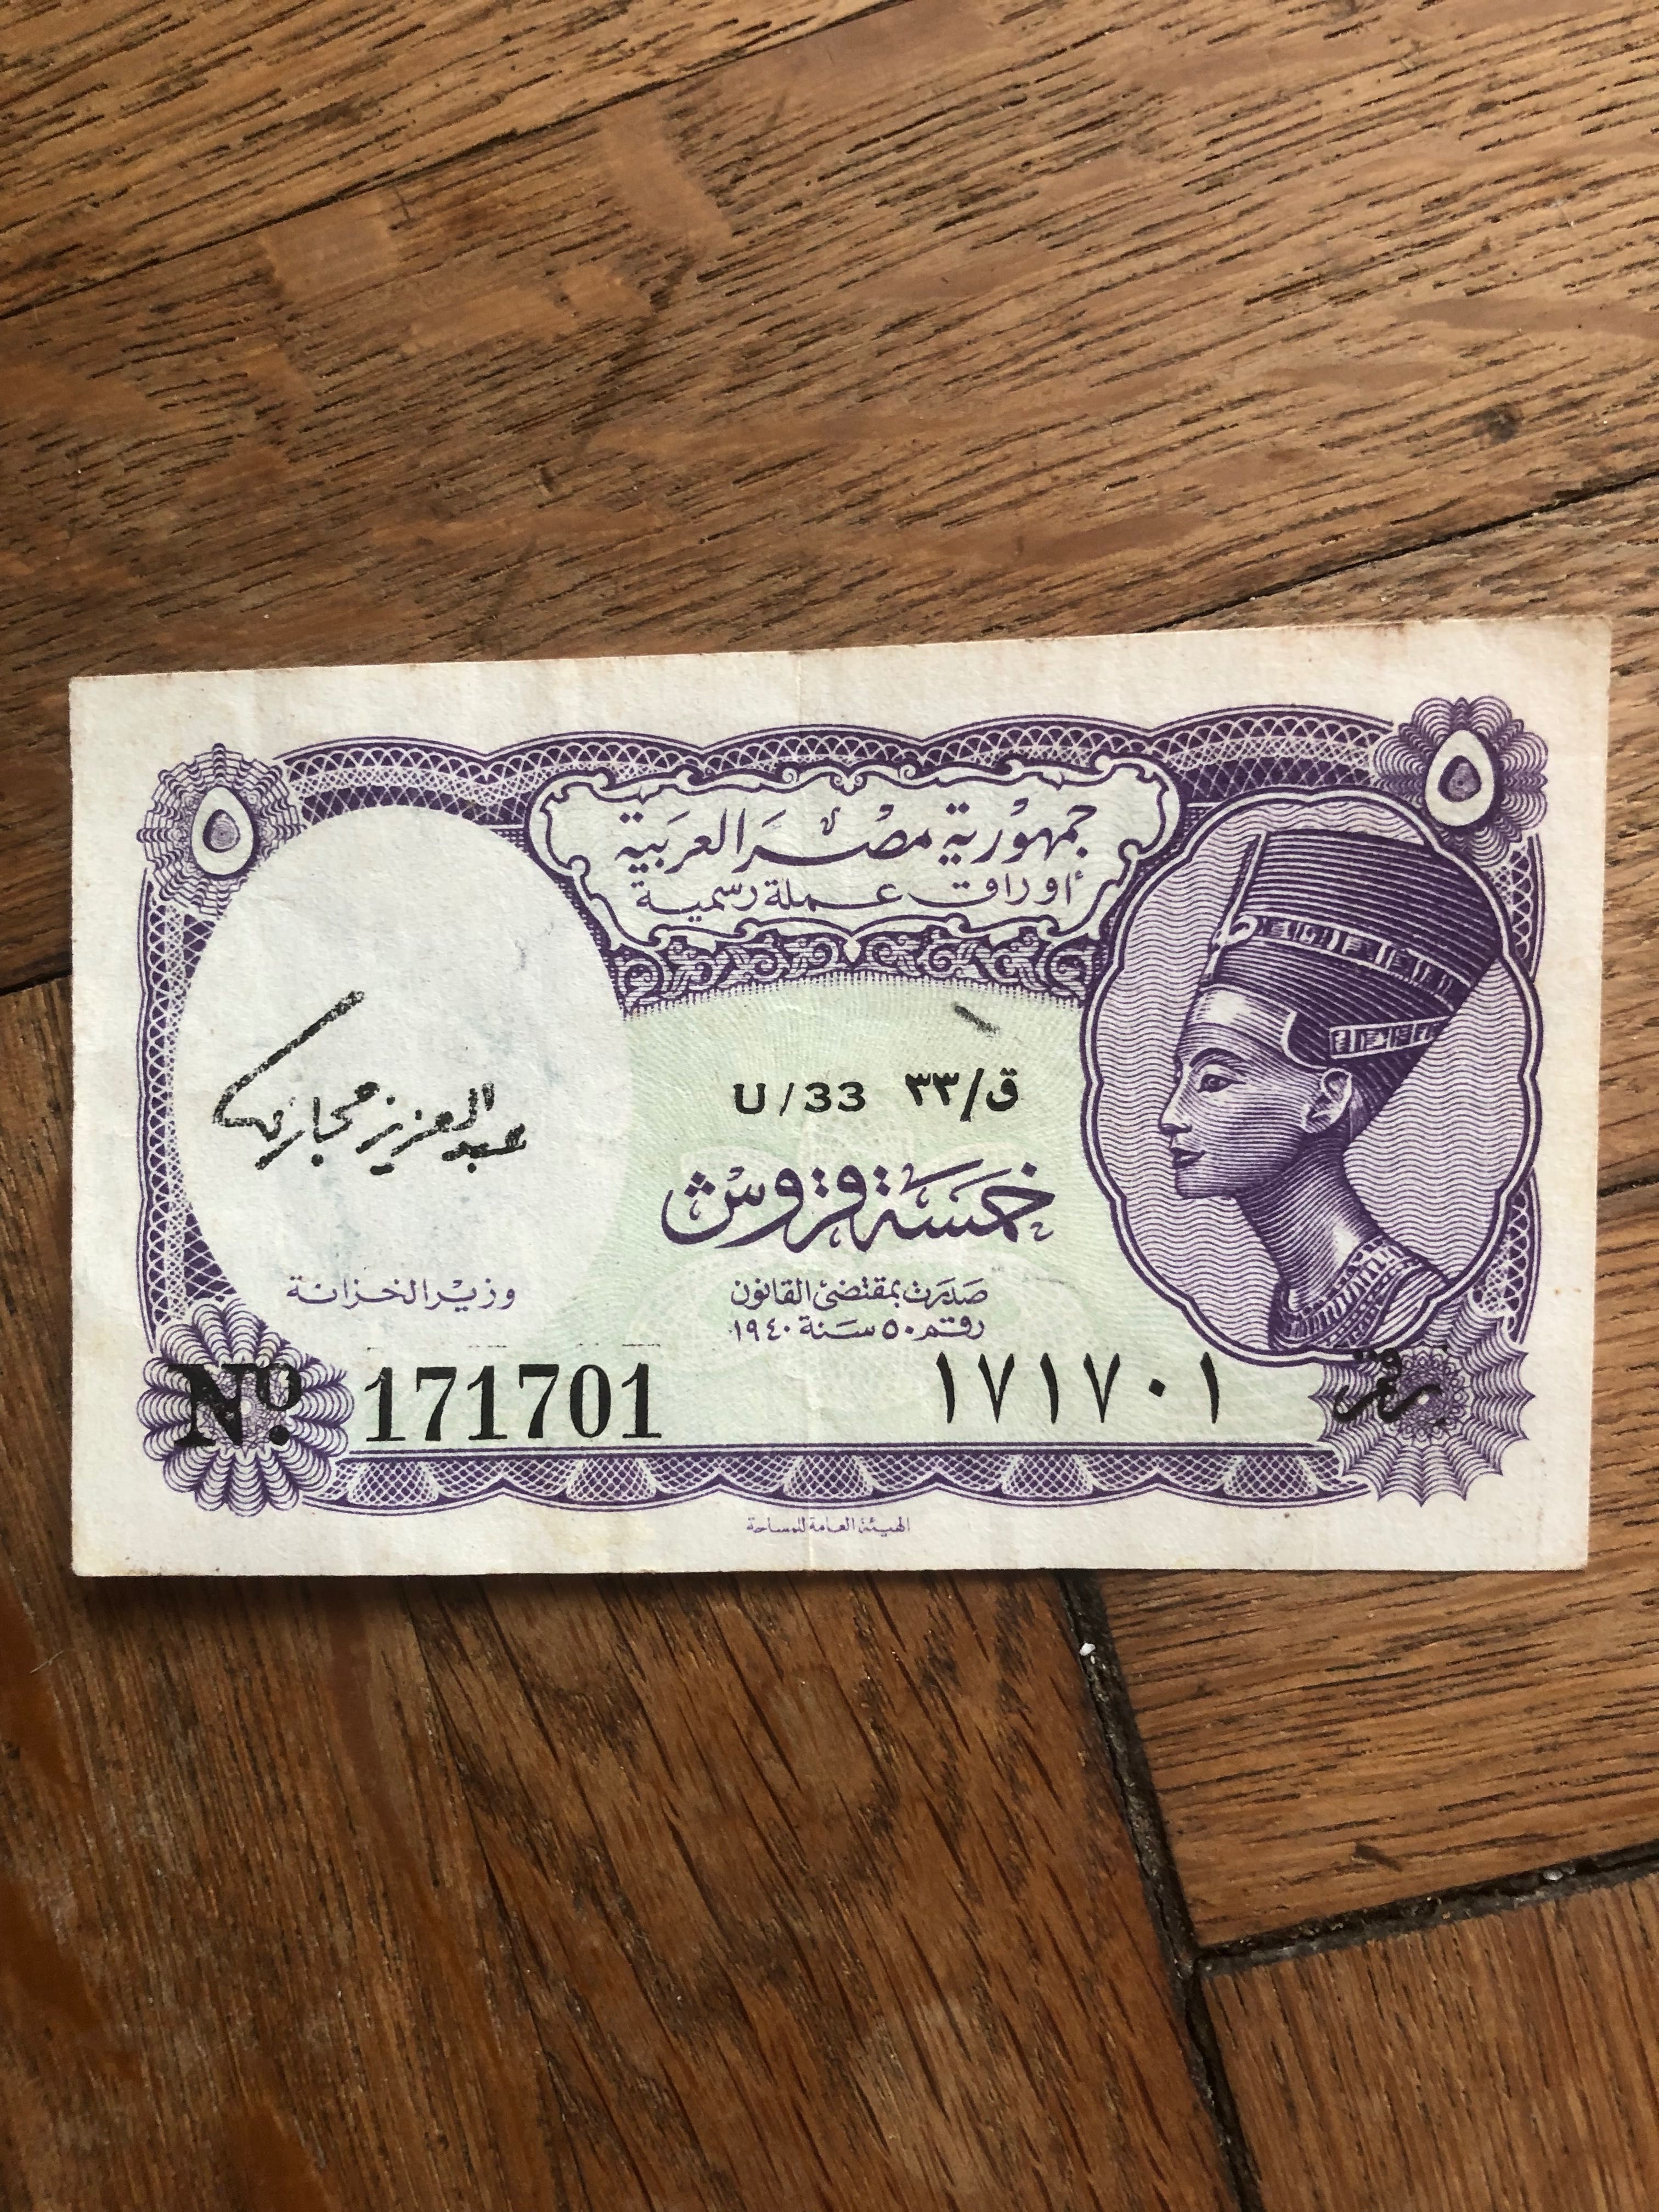 ٥ ٥
جمهورية مصر العربية
أوراق عملة رسمية
U/33 ق/٣٣
عبد العزيز حجازي
خمسة قروش
وزير الخزانة
صدرت بمقتضى القانون
رقم ٥٠ سنة ١٩٤٠
Nº 171701 ١٧١٧٠١ رقم
الهيئة العامة للمساحة